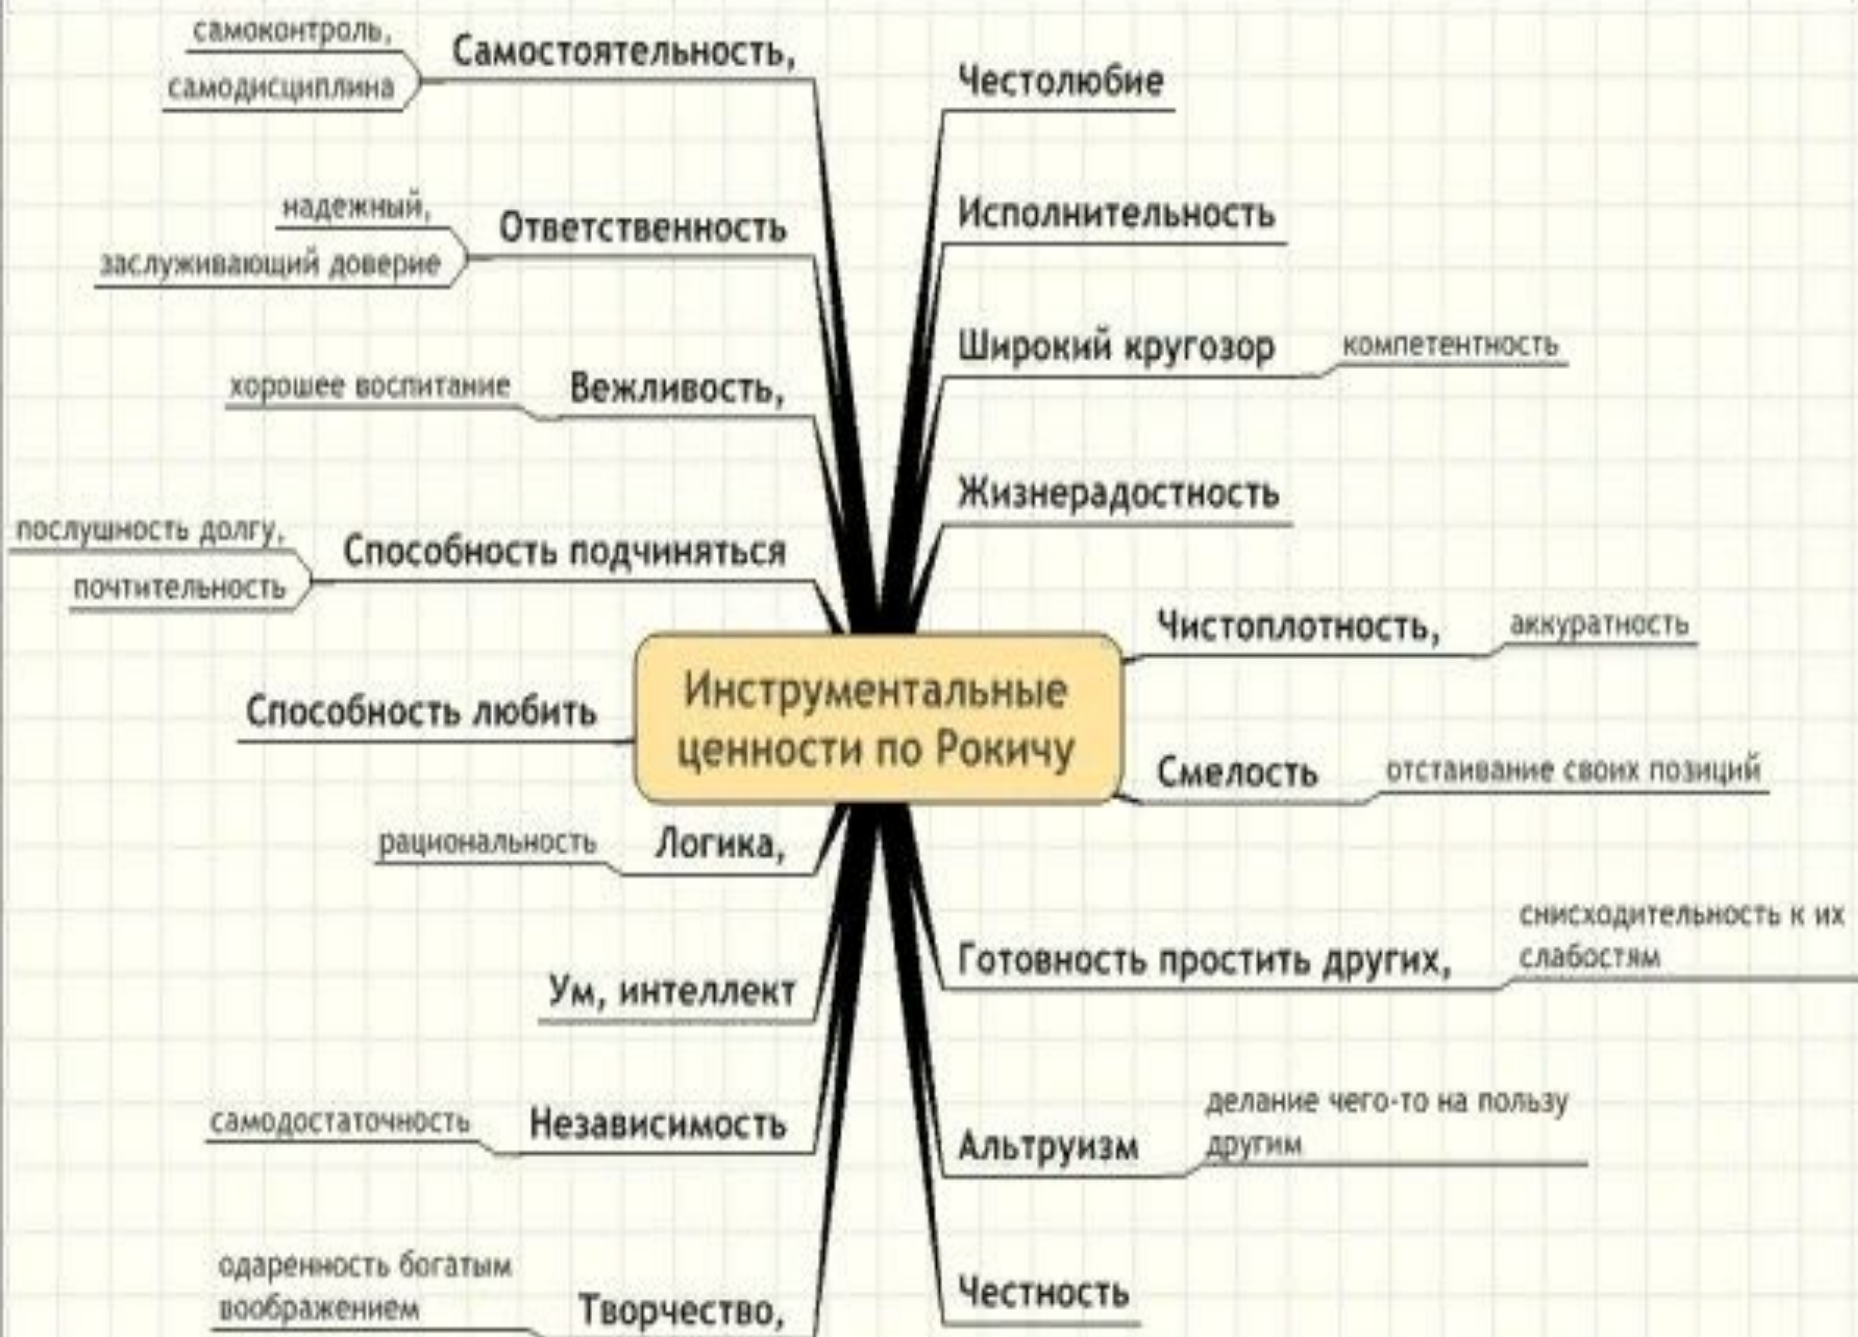 самоконтроль,
самодисциплина
Самостоятельность,
надежный,
заслуживающий доверие
Ответственность
хорошее воспитание
Вежливость,
послушность долгу,
почтительность
Способность подчиняться
Способность любить
рациональность
Логика,
Ум, интеллект
самодостаточность
Независимость
одаренность богатым
воображением
Творчество,
Инструментальные
ценности по Рокичу
Честолюбие
Исполнительность
Широкий кругозор
компетентность
Жизнерадостность
Чистоплотность,
аккуратность
Смелость
отстаивание своих позиций
Готовность простить других,
снисходительность к их
слабостям
Альтруизм
делание чего-то на пользу
другим
Честность